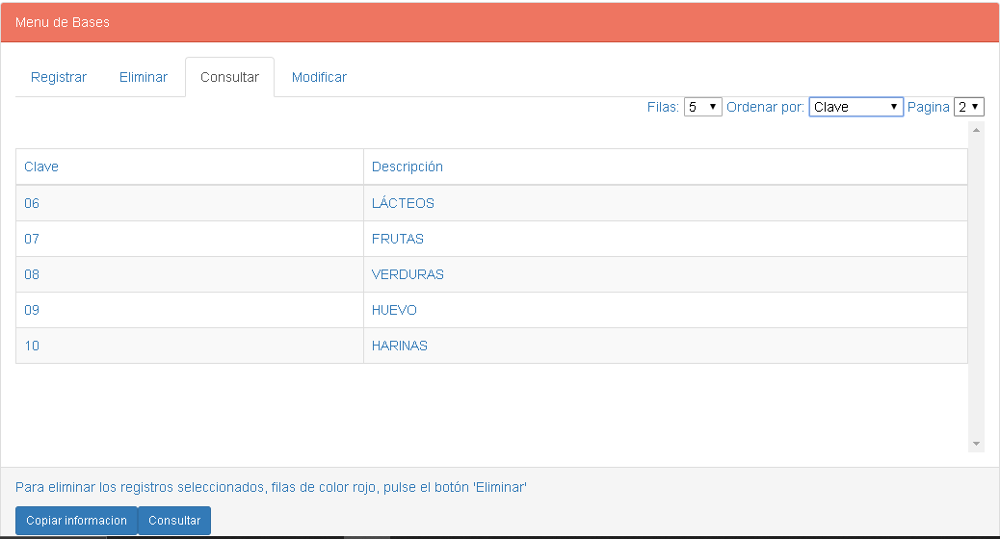 Menu de Bases
Registrar Eliminar Consultar Modificar
Filas: 5 Ordenar por: Clave Pagina 2
Clave Descripción
06 LÁCTEOS
07 FRUTAS
08 VERDURAS
09 HUEVO
10 HARINAS
Para eliminar los registros seleccionados, filas de color rojo, pulse el botón 'Eliminar'
Copiar informacion Consultar